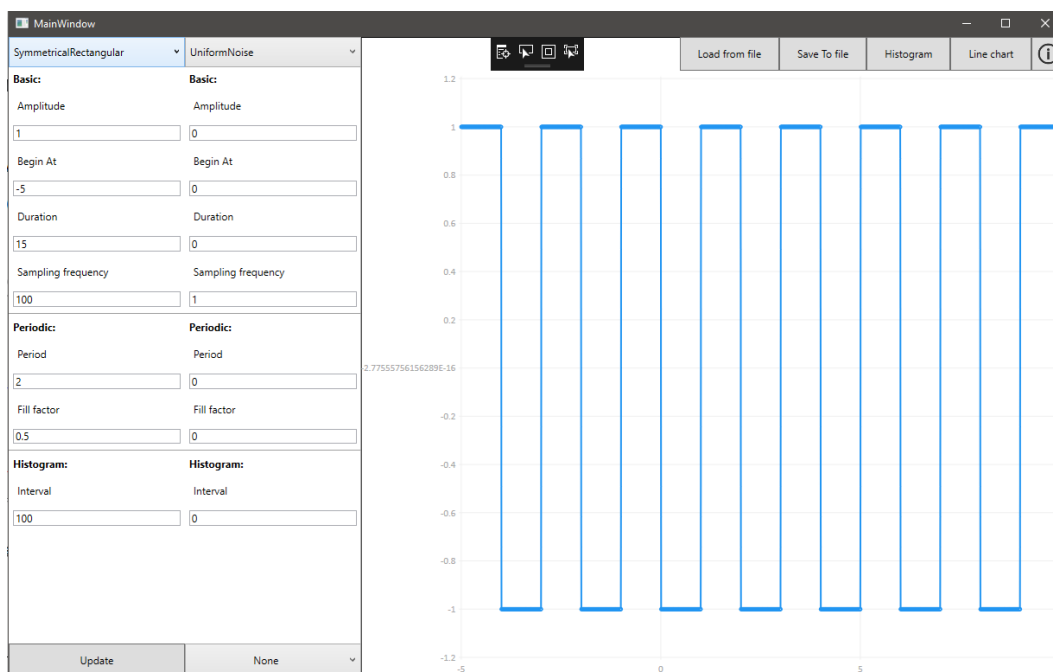 MainWindow
SymmetricalRectangular UniformNoise Load from file Save To file Histogram Line chart
Basic: Basic:
Amplitude Amplitude
1 0
Begin At Begin At
-5 0
Duration Duration
15 0
Sampling frequency Sampling frequency
100 1
Periodic: Periodic:
Period Period
2 0
Fill factor Fill factor
0.5 0
Histogram: Histogram:
Interval Interval
100 0
Update None
1.2
1
0.8
0.6
0.4
0.2
-2.77555756156289E-16
-0.2
-0.4
-0.6
-0.8
-1
-1.2
-5 0 5